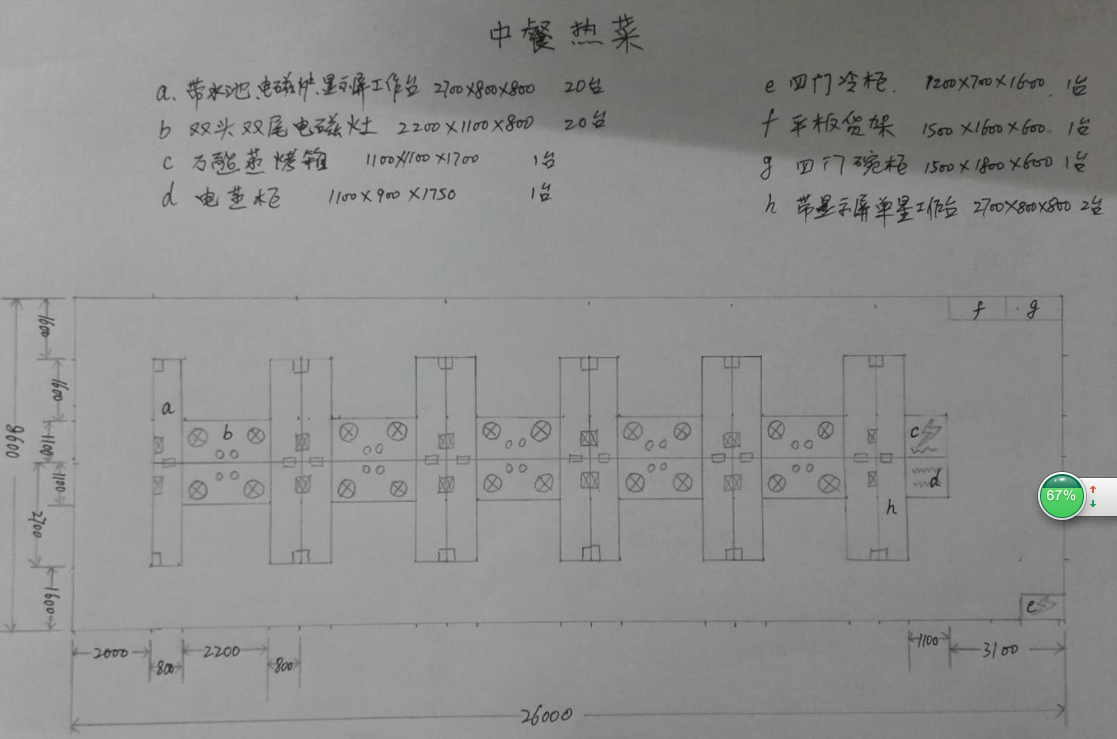 中餐热菜
a. 带水池、电磁炉、显示屏工作台 2700×800×800 20台
b 双头双尾电磁灶 2200×1100×800 20台
c 万能蒸烤箱 1100×1100×1700 1台
d 电蒸柜 1100×900×1750 1台
e 四门冷柜. 1200×700×1600. 1台
f 平板货架 1500×1600×600. 1台
g 四门碗柜 1500×1800×600 1台
h 带显示屏单星工作台 2700×800×800 2台
f g
1600
1600
9600
1100
1100
2700
1600
a
b
c
d
h
e
67%
2000
800
2200
800
1100
3100
26000